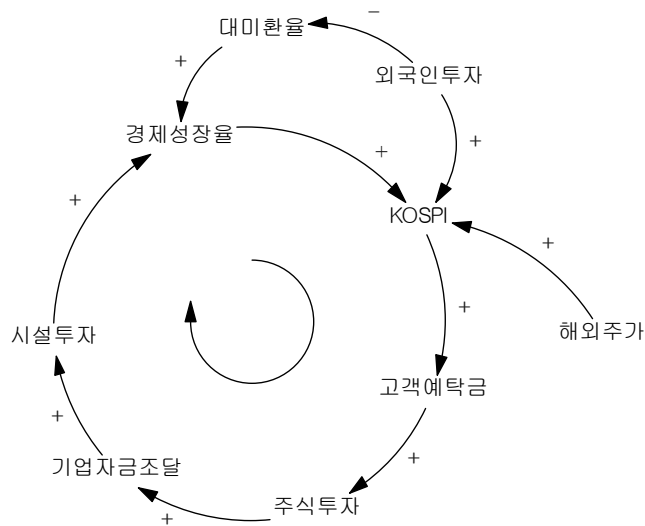 −
대미환율
+
외국인투자
경제성장율
+
+
+
KOSPI
+
+
시설투자
해외주가
고객예탁금
+
+
기업자금조달
주식투자
+